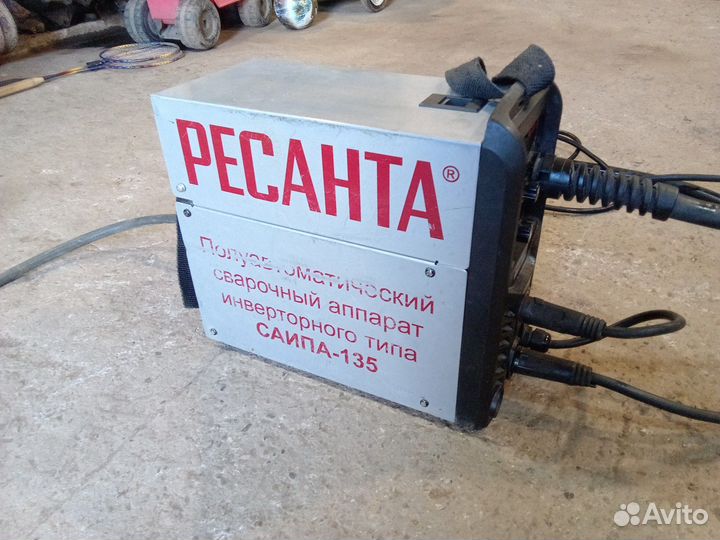 РЕСАНТА®
Полуавтоматический
сварочный аппарат
инверторного типа
САИПА-135
Avito